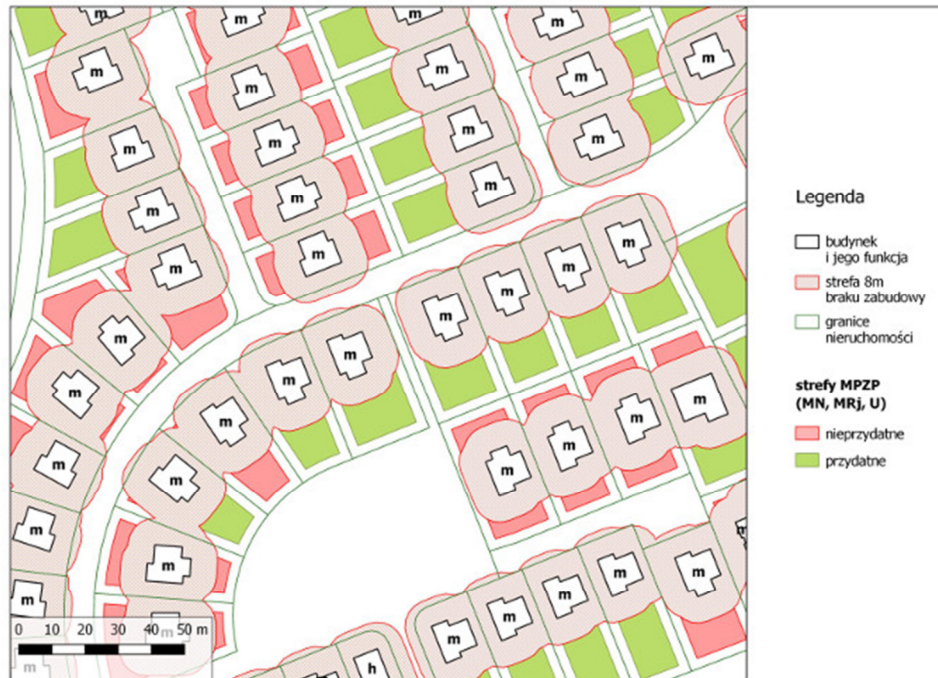 m m m m
m m m m m
m m m
m m m
m m
m m m m
m m m
m m m
m m m m
m m m m
m m m
m m m m m
m m m
m h
0 10 20 30 40 50 m
m
m
Legenda
budynek
i jego funkcja
strefa 8m
braku zabudowy
granice
nieruchomości
strefy MPZP
(MN, MRj, U)
nieprzydatne
przydatne